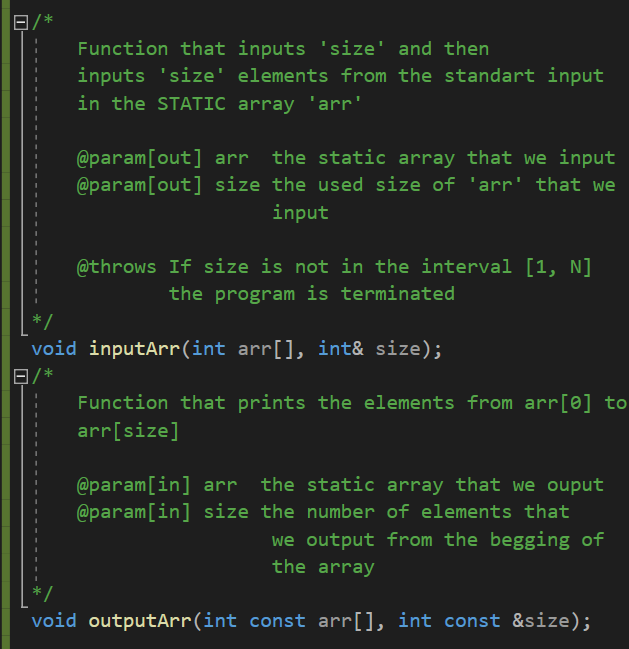 /*
Function that inputs 'size' and then
inputs 'size' elements from the standart input
in the STATIC array 'arr'
@param[out] arr  the static array that we input
@param[out] size the used size of 'arr' that we
input
@throws If size is not in the interval [1, N]
the program is terminated
*/
void inputArr(int arr[], int& size);
/*
Function that prints the elements from arr[0] to
arr[size]
@param[in] arr  the static array that we ouput
@param[in] size the number of elements that
we output from the begging of
the array
*/
void outputArr(int const arr[], int const &size);